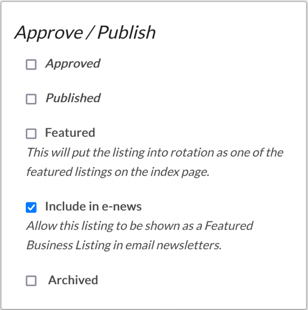 Approve / Publish
Approved
Published
Featured
This will put the listing into rotation as one of the
featured listings on the index page.
Include in e-news
Allow this listing to be shown as a Featured
Business Listing in email newsletters.
Archived